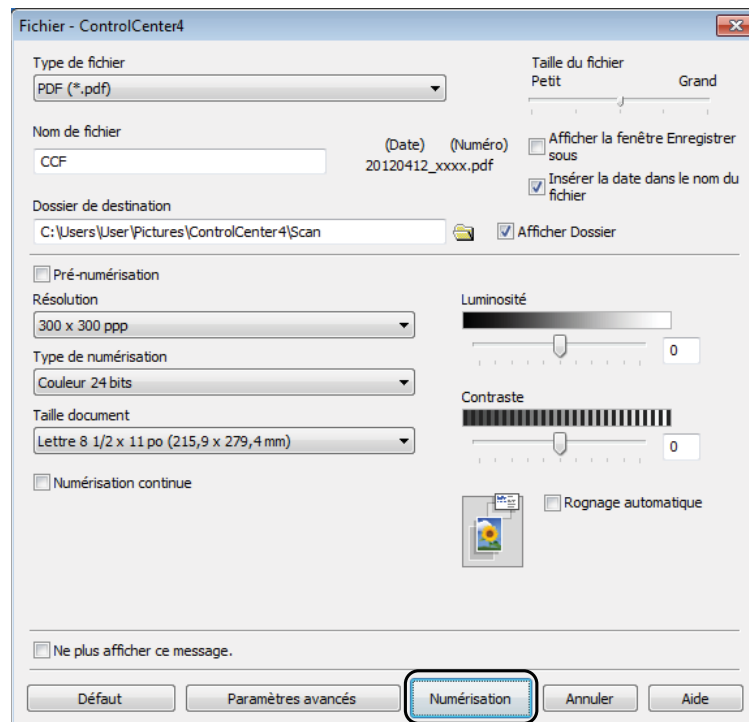 Fichier - ControlCenter4
Type de fichier
PDF (*.pdf)
Taille du fichier
Petit
Grand
Nom de fichier
CCF
(Date) (Numéro)
20120412_xxxx.pdf
Afficher la fenêtre Enregistrer
sous
Insérer la date dans le nom du
fichier
Dossier de destination
C:\Users\User\Pictures\ControlCenter4\Scan
Afficher Dossier
Pré-numérisation
Résolution
300 x 300 ppp
Type de numérisation
Couleur 24 bits
Taille document
Lettre 8 1/2 x 11 po (215,9 x 279,4 mm)
Numérisation continue
Luminosité
0
Contraste
0
Rognage automatique
Ne plus afficher ce message.
Défaut
Paramètres avancés
Numérisation
Annuler
Aide